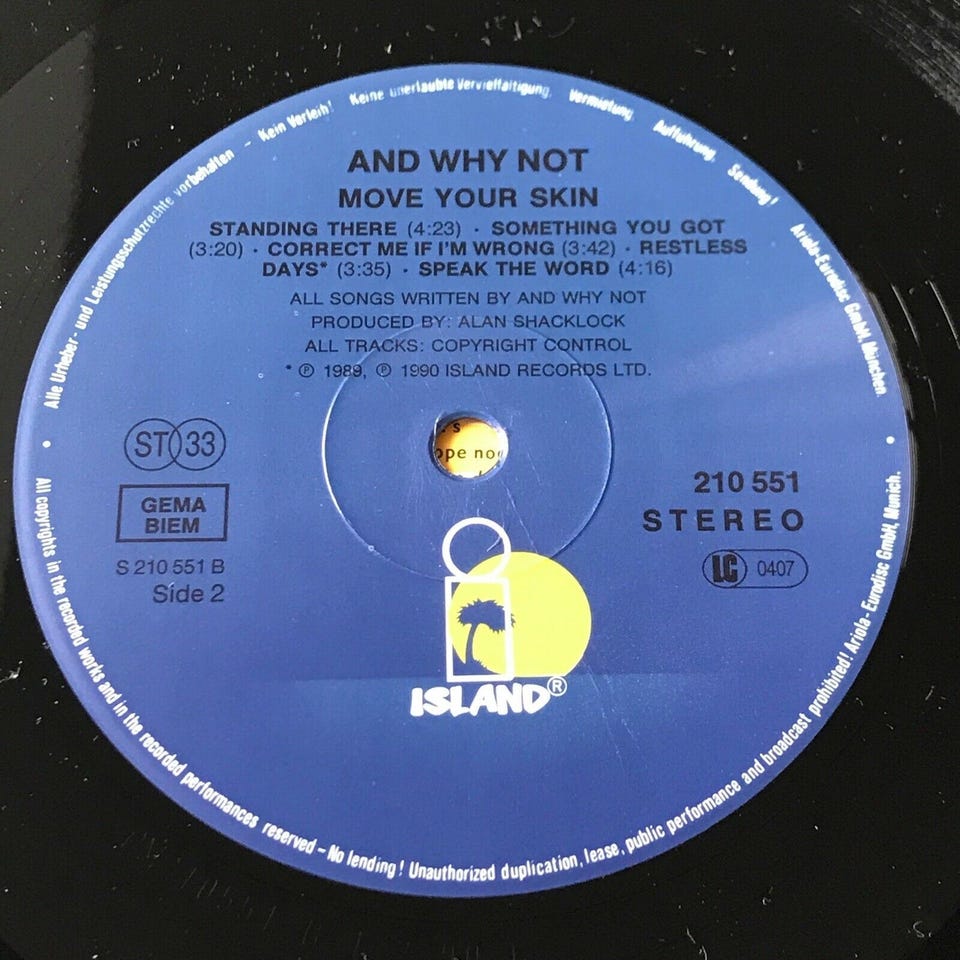 Alle Urheber- und Leistungsschutzrechte vorbehalten – Kein Verleih! Keine unerlaubte Vervielfältigung, Vermietung, Aufführung, Sendung! Ariola-Eurodisc GmbH, München.
AND WHY NOT
MOVE YOUR SKIN
STANDING THERE (4:23) · SOMETHING YOU GOT
(3:20) · CORRECT ME IF I'M WRONG (3:42) · RESTLESS
DAYS* (3:35) · SPEAK THE WORD (4:16)
ALL SONGS WRITTEN BY AND WHY NOT
PRODUCED BY: ALAN SHACKLOCK
ALL TRACKS: COPYRIGHT CONTROL
* ℗ 1989, ℗ 1990 ISLAND RECORDS LTD.
ST 33
GEMA
BIEM
S 210 551 B
Side 2
210 551
STEREO
LC 0407
ISLAND®
All copyrights in the recorded works and in the recorded performances reserved – No lending! Unauthorized duplication, lease, public performance and broadcast prohibited! Ariola-Eurodisc GmbH, Munich.